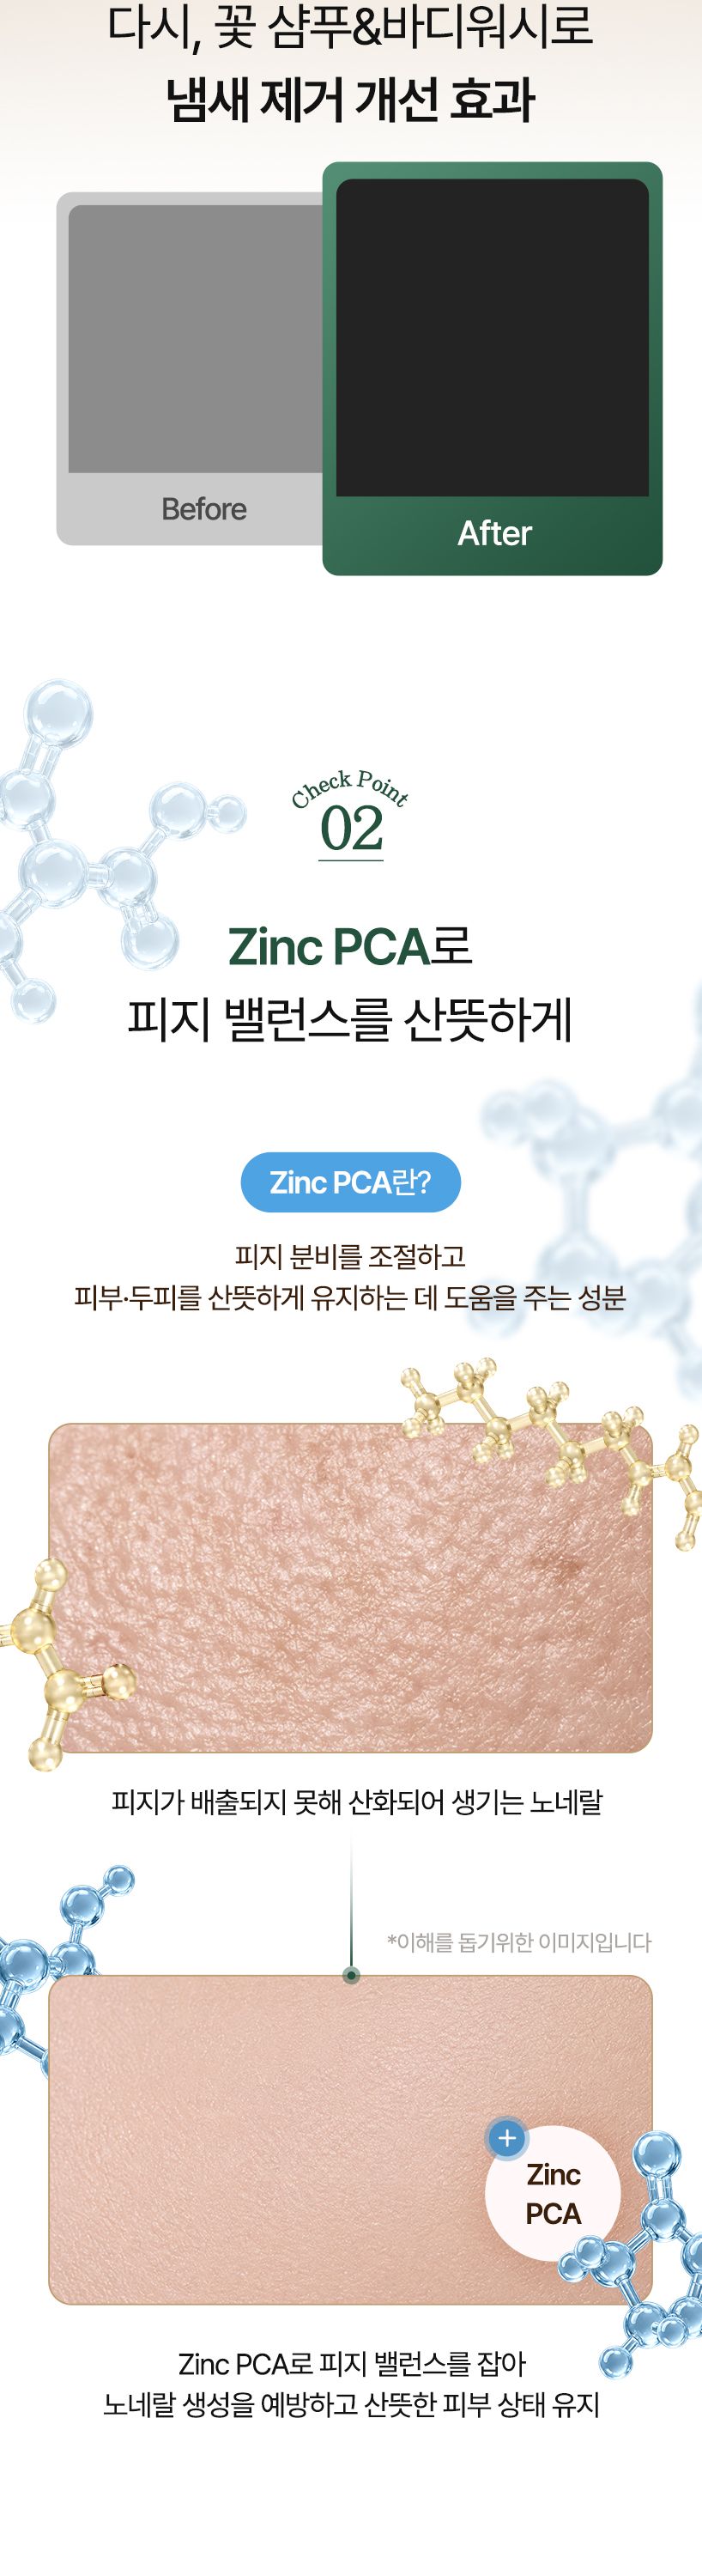 다시, 꽃 샴푸&바디워시로
냄새 제거 개선 효과
Before
After
Check Point
02
Zinc PCA로
피지 밸런스를 산뜻하게
Zinc PCA란?
피지 분비를 조절하고
피부·두피를 산뜻하게 유지하는 데 도움을 주는 성분
피지가 배출되지 못해 산화되어 생기는 노네랄
*이해를 돕기위한 이미지입니다
+
Zinc
PCA
Zinc PCA로 피지 밸런스를 잡아
노네랄 생성을 예방하고 산뜻한 피부 상태 유지